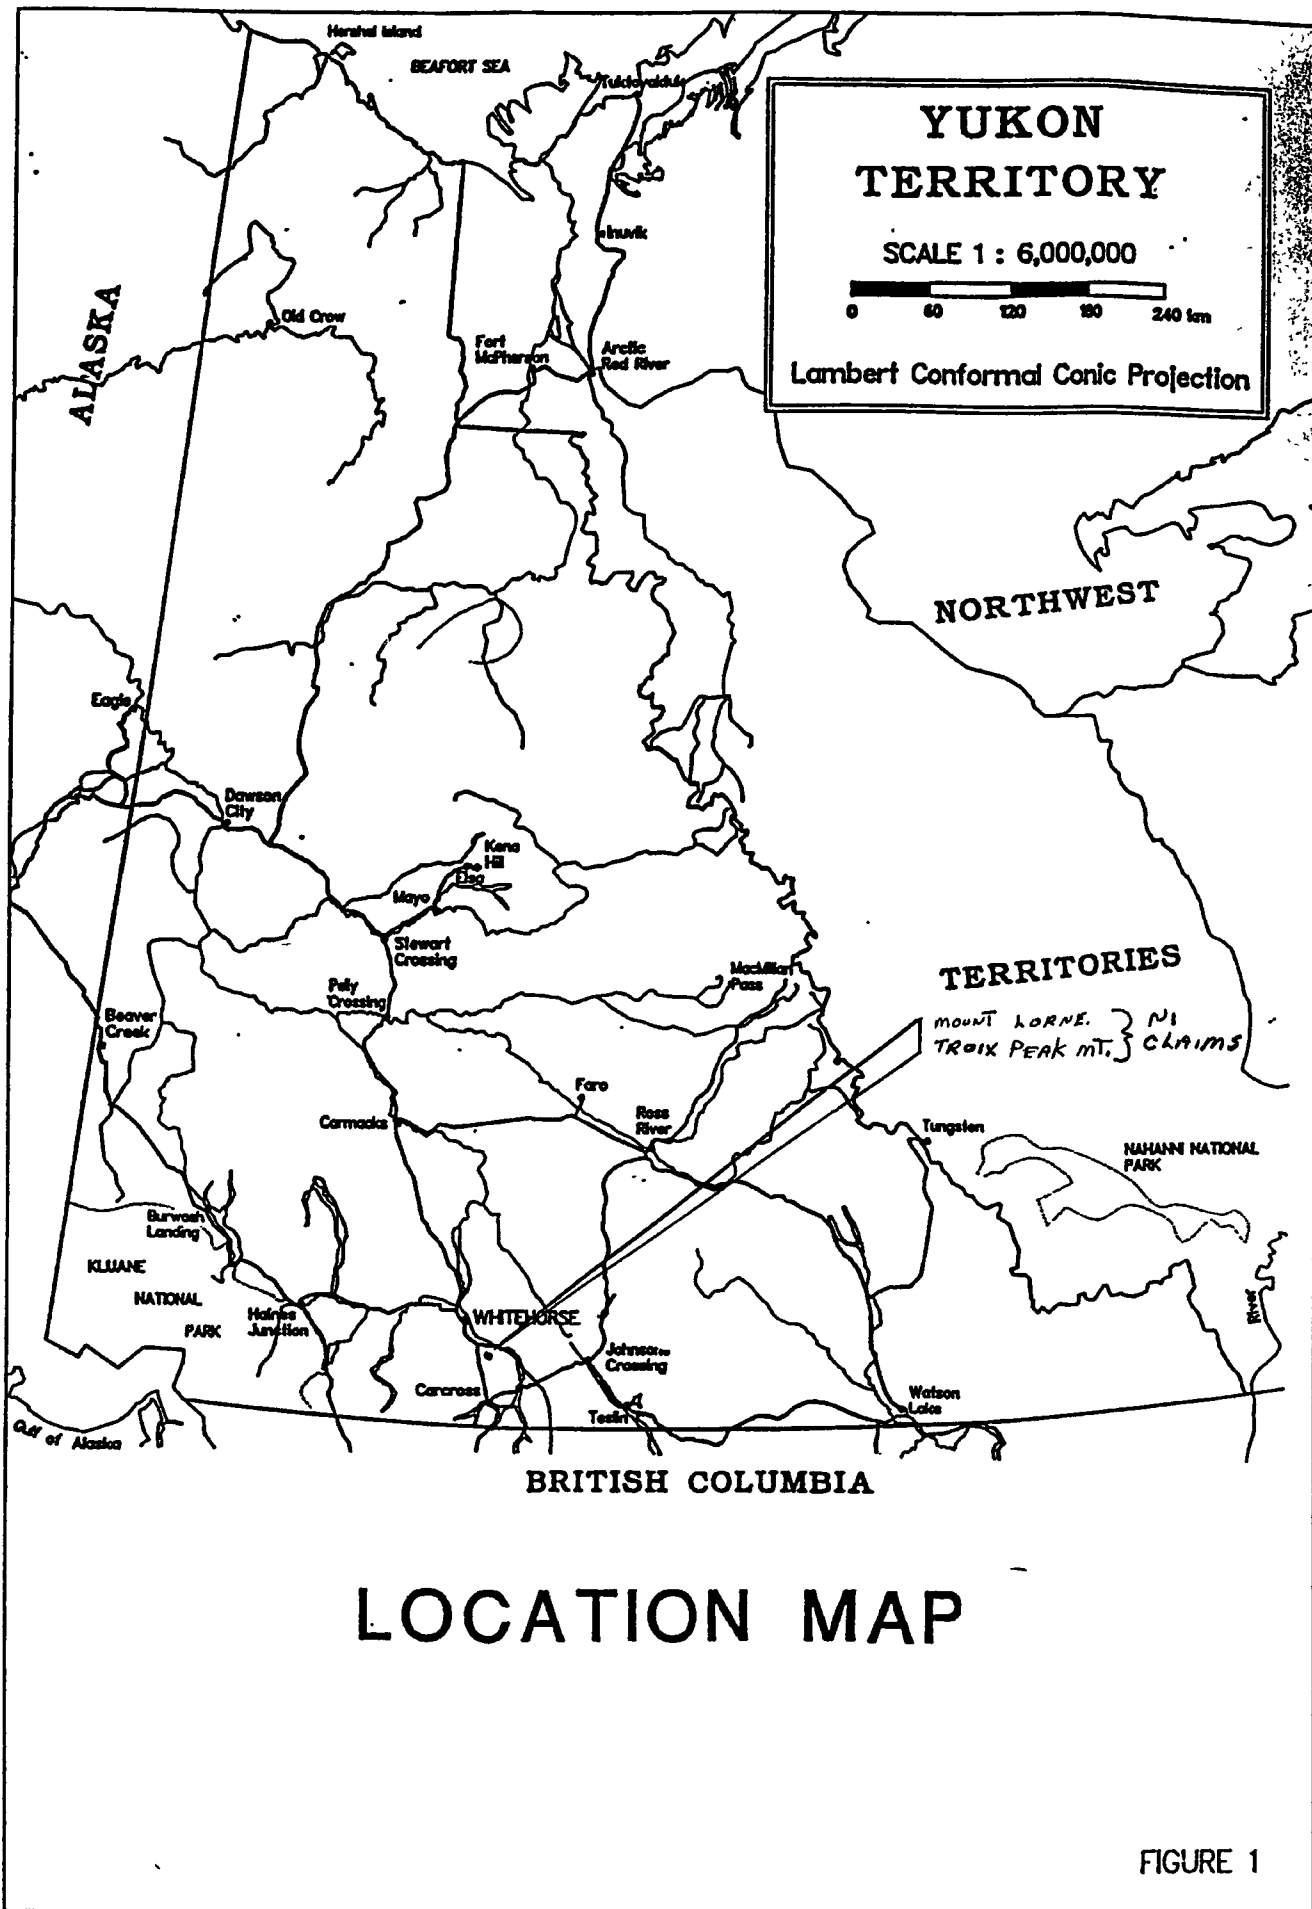 Hershel Island
BEAFORT SEA
Tuktoyaktuk
YUKON
TERRITORY
SCALE 1 : 6,000,000
0 60 120 180 240 km
Lambert Conformal Conic Projection
Inuvik
ALASKA
Old Crow
Fort
McPherson
Arctic
Red River
NORTHWEST
Eagle
Dawson
City
Keno
Hill
Elsa
Mayo
Stewart
Crossing
TERRITORIES
MacMillan
Pass
Pelly
Crossing
Beaver
Creek
MOUNT LORNE. } NI
TROIX PEAK MT. } CLAIMS
Faro
Ross
River
Carmacks
Tungsten
NAHANNI NATIONAL
PARK
Burwash
Landing
KLUANE
NATIONAL
PARK
Haines
Junction
WHITEHORSE
River
Johnsons
Crossing
Carcross
Teslin
Watson
Lake
Gulf of Alaska
BRITISH COLUMBIA
LOCATION MAP
FIGURE 1